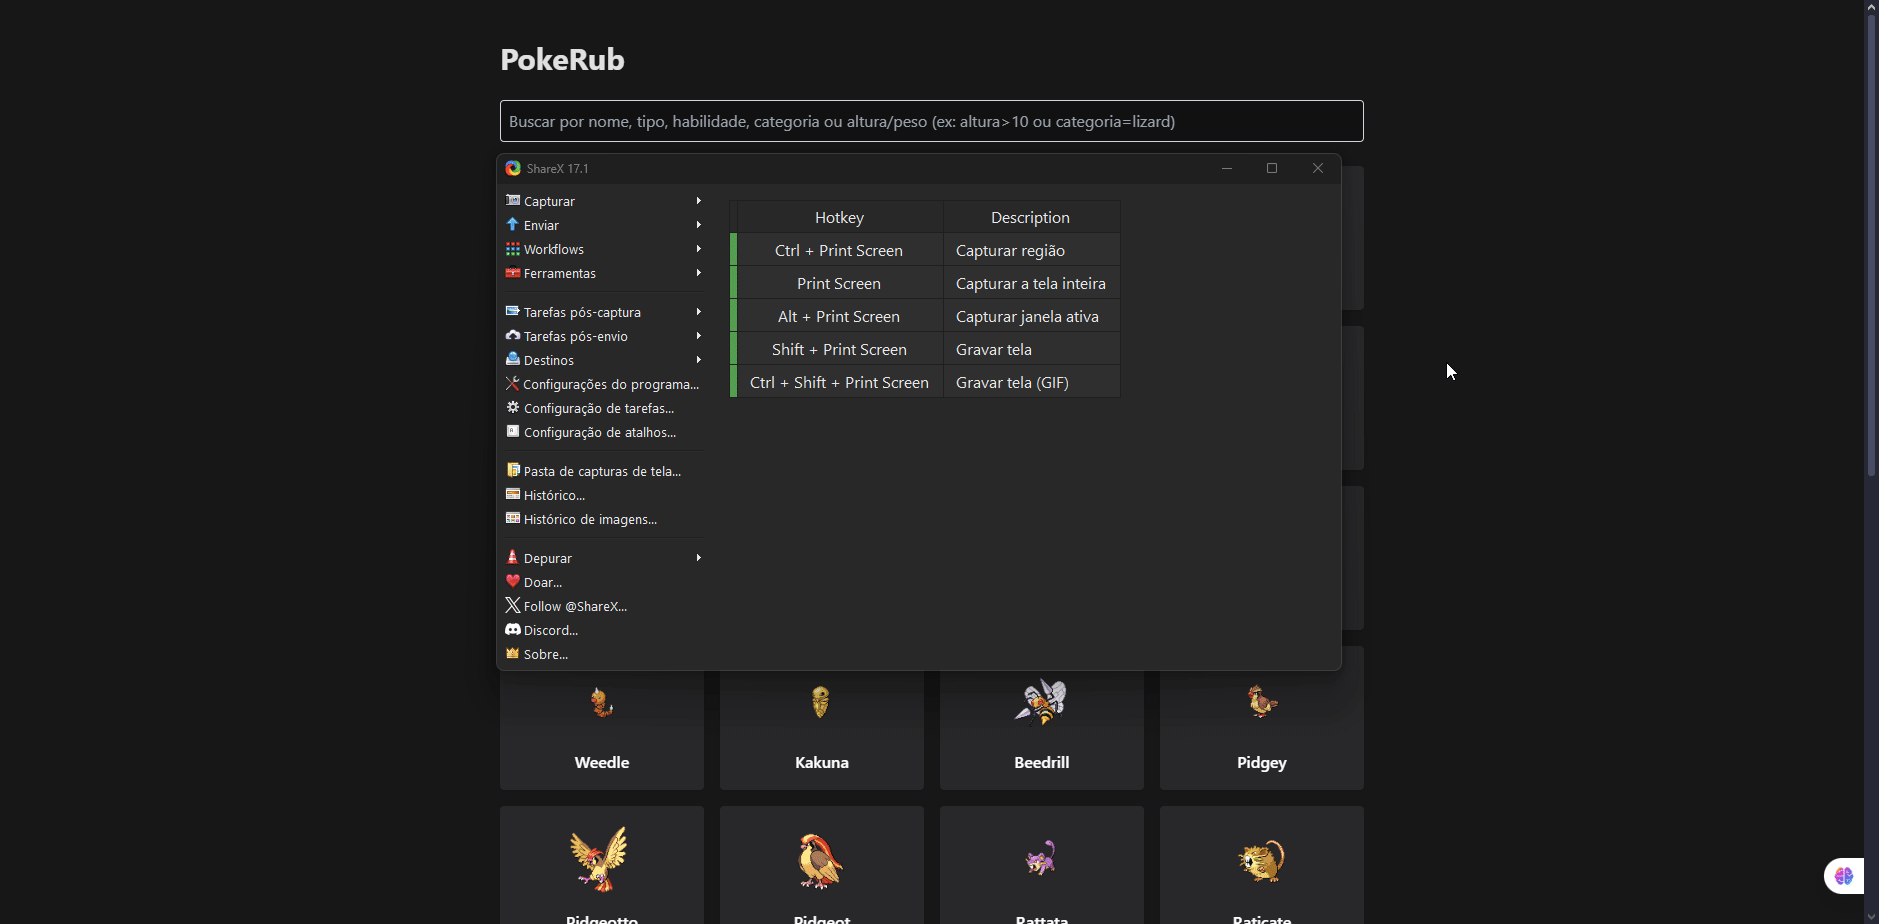 PokeRub
Buscar por nome, tipo, habilidade, categoria ou altura/peso (ex: altura>10 ou categoria=lizard)
ShareX 17.1
Capturar
Enviar
Workflows
Ferramentas
Tarefas pós-captura
Tarefas pós-envio
Destinos
Configurações do programa...
Configuração de tarefas...
Configuração de atalhos...
Pasta de capturas de tela...
Histórico...
Histórico de imagens...
Depurar
Doar...
Follow @ShareX...
Discord...
Sobre...
Hotkey Description
Ctrl + Print Screen Capturar região
Print Screen Capturar a tela inteira
Alt + Print Screen Capturar janela ativa
Shift + Print Screen Gravar tela
Ctrl + Shift + Print Screen Gravar tela (GIF)
Weedle Kakuna Beedrill Pidgey
Pidgeotto Pidgeot Rattata Raticate